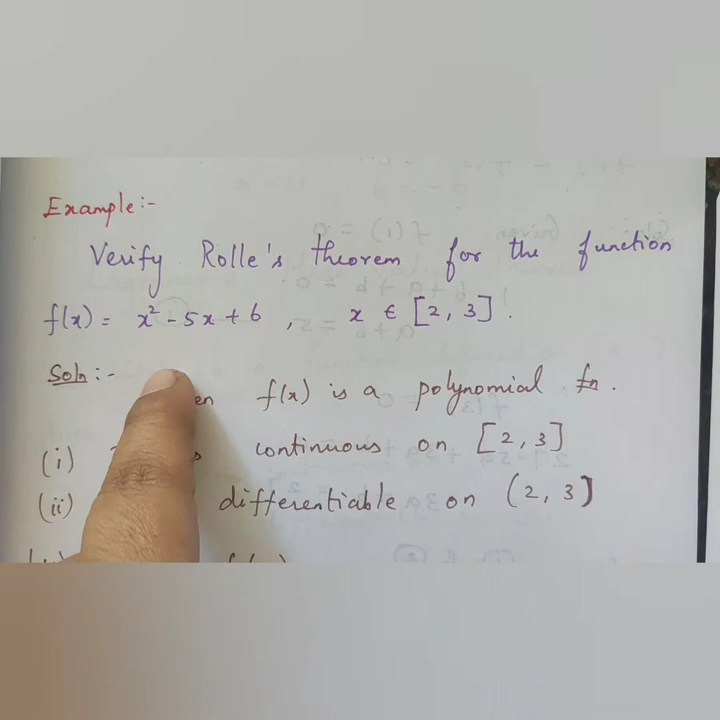 Example:-
Verify Rolle's theorem for the function
f(x) = x² - 5x + 6 , x ∈ [2, 3] .
Soln :-
en f(x) is a polynomial fn .
(i) s continuous on [2, 3]
(ii) differentiable on (2, 3)